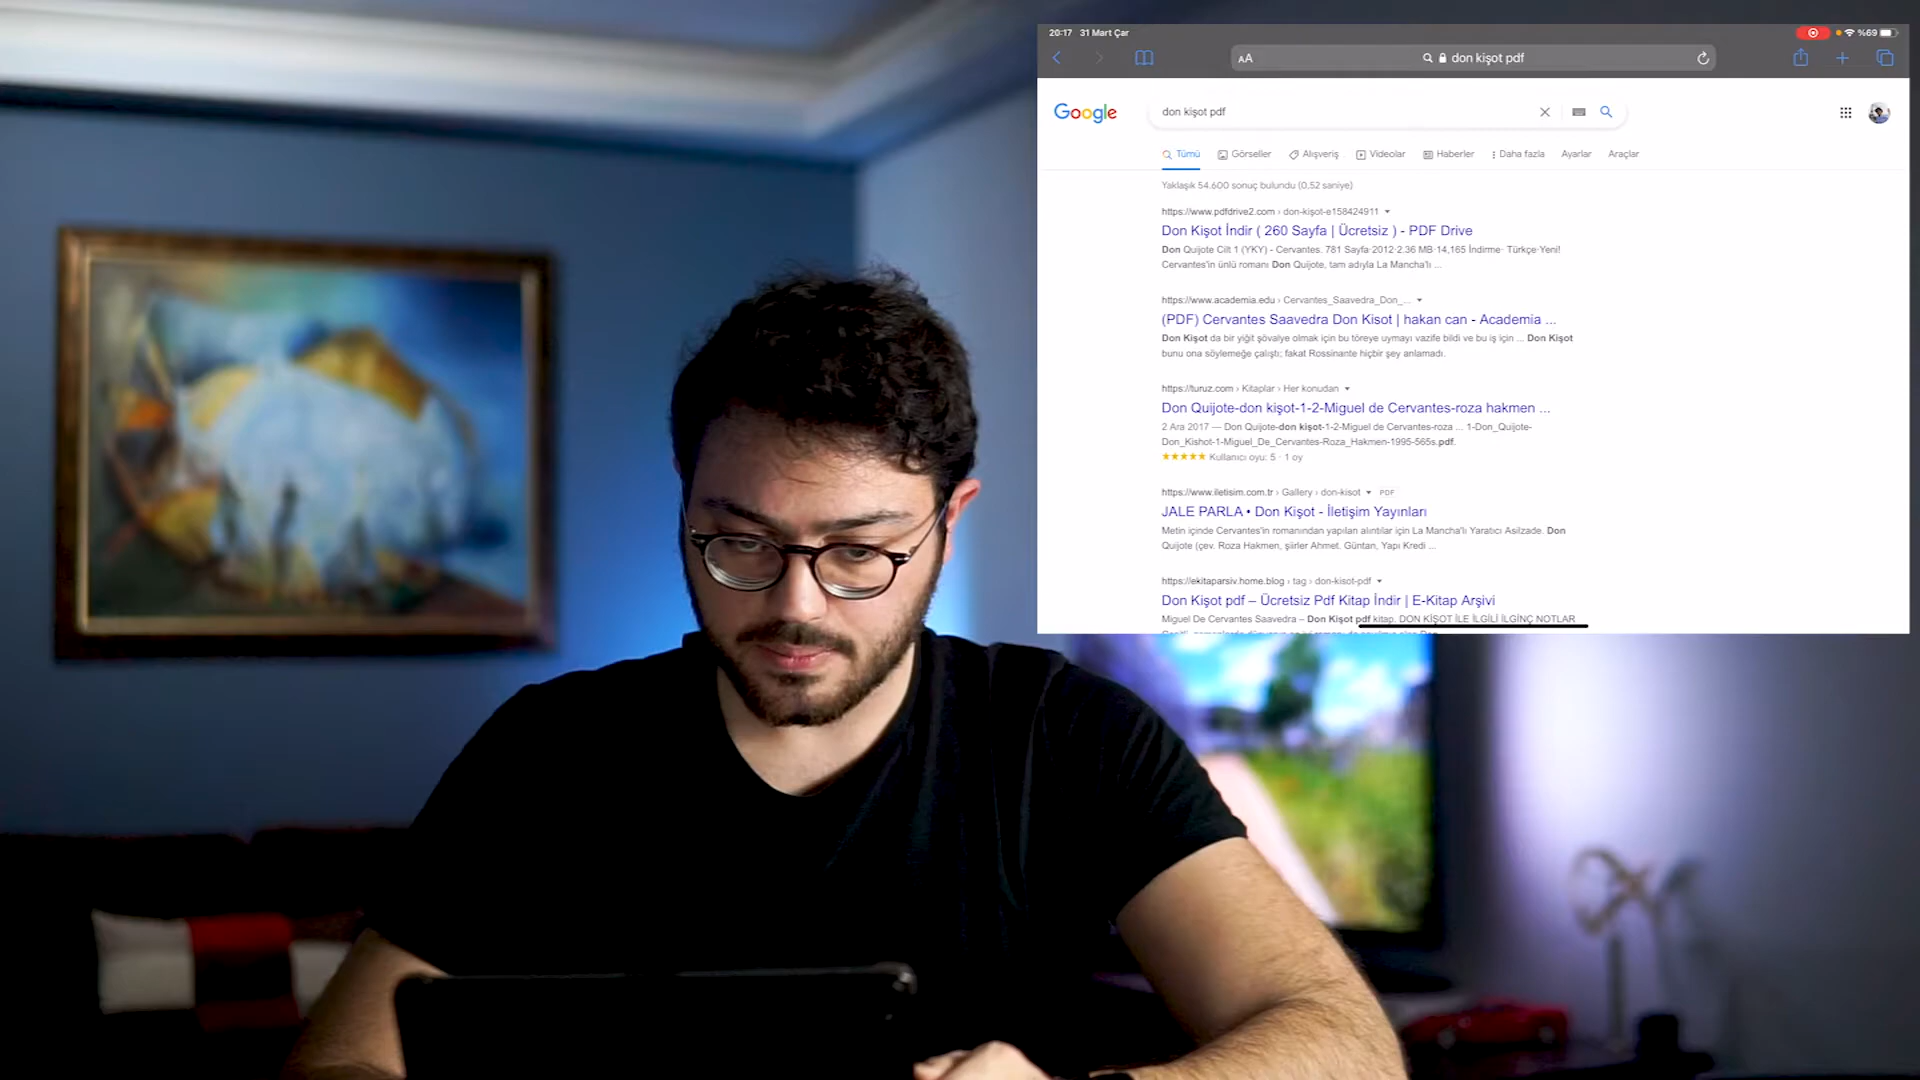 20:17 31 Mart Çar
%69
AA
don kişot pdf
Google
don kişot pdf
Tümü
Görseller
Alışveriş
Videolar
Haberler
Daha fazla
Ayarlar
Araçlar
Yaklaşık 54.600 sonuç bulundu (0,52 saniye)
https://www.pdfdrive2.com › don-kişot-e158424911
Don Kişot İndir ( 260 Sayfa | Ücretsiz ) - PDF Drive
Don Quijote Cilt 1 (YKY) - Cervantes. 781 Sayfa·2012·2.36 MB·14,165 İndirme· Türkçe·Yeni!
Cervantes'in ünlü romanı Don Quijote, tam adıyla La Mancha'lı ...
https://www.academia.edu › Cervantes_Saavedra_Don_...
(PDF) Cervantes Saavedra Don Kisot | hakan can - Academia ...
Don Kişot da bir yiğit şövalye olmak için bu töreye uymayı vazife bildi ve bu iş için ... Don Kişot
bunu ona söylemeğe çalıştı; fakat Rossinante hiçbir şey anlamadı.
https://turuz.com › Kitaplar › Her konudan
Don Quijote-don kişot-1-2-Miguel de Cervantes-roza hakmen ...
2 Ara 2017 — Don Quijote-don kişot-1-2-Miguel de Cervantes-roza ... 1-Don_Quijote-
Don_Kishot-1-Miguel_De_Cervantes-Roza_Hakmen-1995-565s.pdf.
Kullanıcı oyu: 5 · 1 oy
https://www.iletisim.com.tr › Gallery › don-kisot PDF
JALE PARLA • Don Kişot - İletişim Yayınları
Metin içinde Cervantes'in romanından yapılan alıntılar için La Mancha'lı Yaratıcı Asilzade. Don
Quijote (çev. Roza Hakmen, şiirler Ahmet. Güntan, Yapı Kredi ...
https://ekitaparsiv.home.blog › tag › don-kisot-pdf
Don Kişot pdf – Ücretsiz Pdf Kitap İndir | E-Kitap Arşivi
Miguel De Cervantes Saavedra – Don Kişot pdf kitap. DON KİŞOT İLE İLGİLİ İLGİNÇ NOTLAR